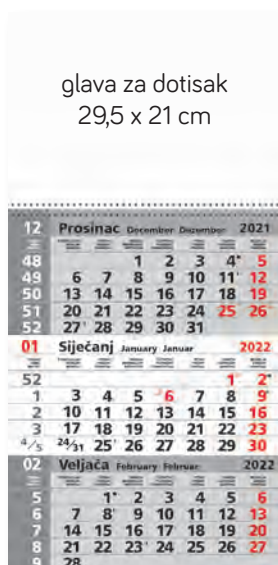 glava za dotisak
29,5 x 21 cm
12 Prosinac December Dezember 2021
48 1 2 3 4 5
49 6 7 8 9 10 11 12
50 13 14 15 16 17 18 19
51 20 21 22 23 24 25 26
52 27 28 29 30 31
01 Siječanj January Januar 2022
52 1 2
1 3 4 5 6 7 8 9
2 10 11 12 13 14 15 16
3 17 18 19 20 21 22 23
4/5 24/31 25 26 27 28 29 30
02 Veljača February Februar 2022
5 1 2 3 4 5 6
6 7 8 9 10 11 12 13
7 14 15 16 17 18 19 20
8 21 22 23 24 25 26 27
9 28